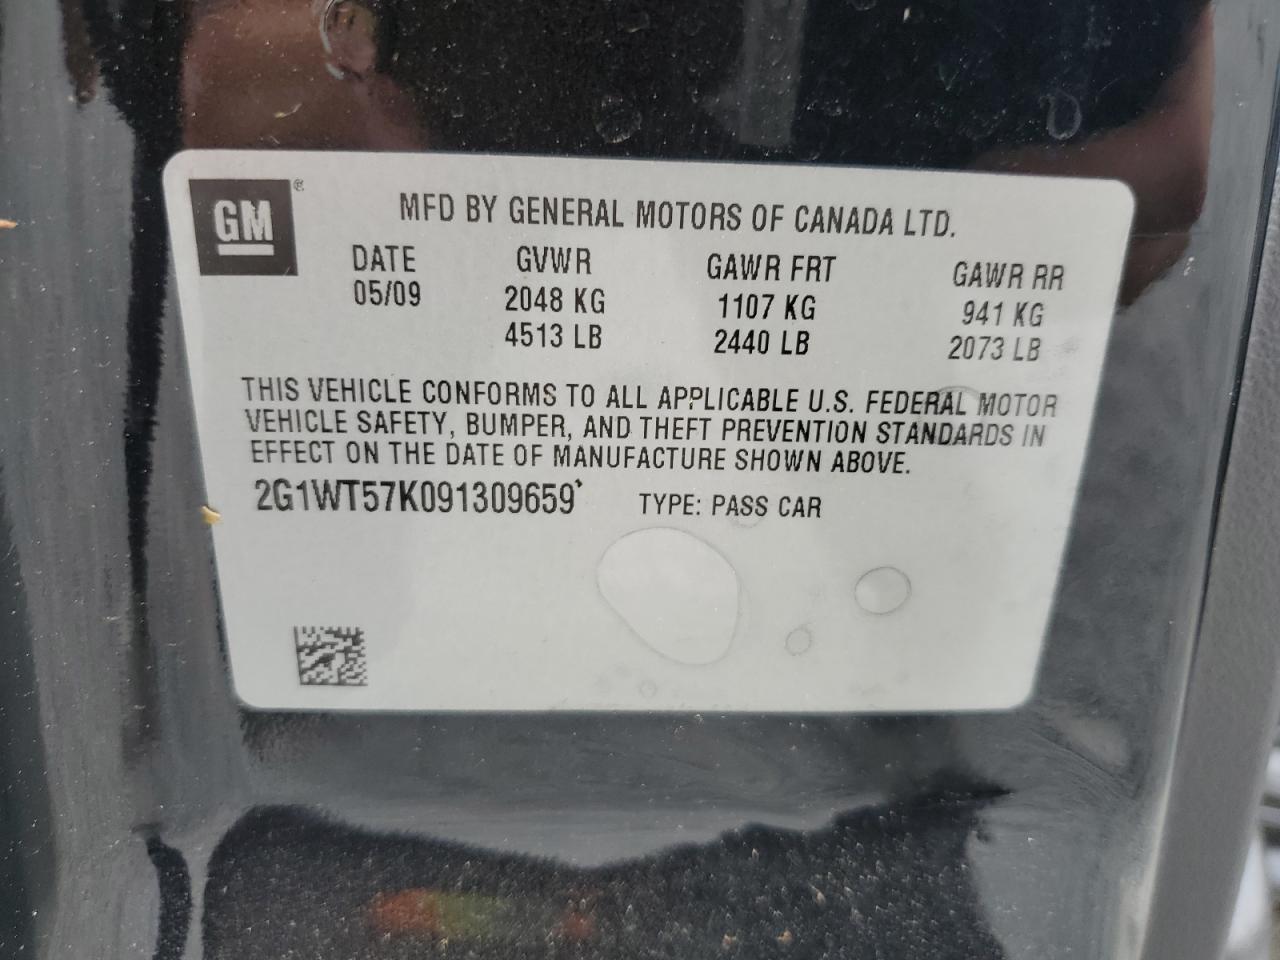 GM®
MFD BY GENERAL MOTORS OF CANADA LTD.
DATE GVWR GAWR FRT GAWR RR
05/09 2048 KG 1107 KG 941 KG
4513 LB 2440 LB 2073 LB
THIS VEHICLE CONFORMS TO ALL APPLICABLE U.S. FEDERAL MOTOR
VEHICLE SAFETY, BUMPER, AND THEFT PREVENTION STANDARDS IN
EFFECT ON THE DATE OF MANUFACTURE SHOWN ABOVE.
2G1WT57K091309659* TYPE: PASS CAR